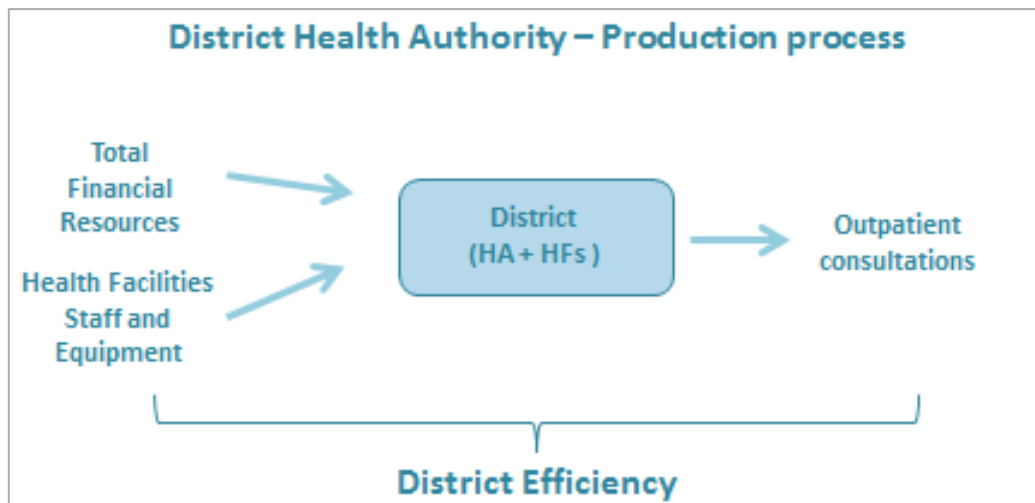 District Health Authority – Production process
Total
Financial
Resources
Health Facilities
Staff and
Equipment
District
(HA + HFs )
Outpatient
consultations
District Efficiency